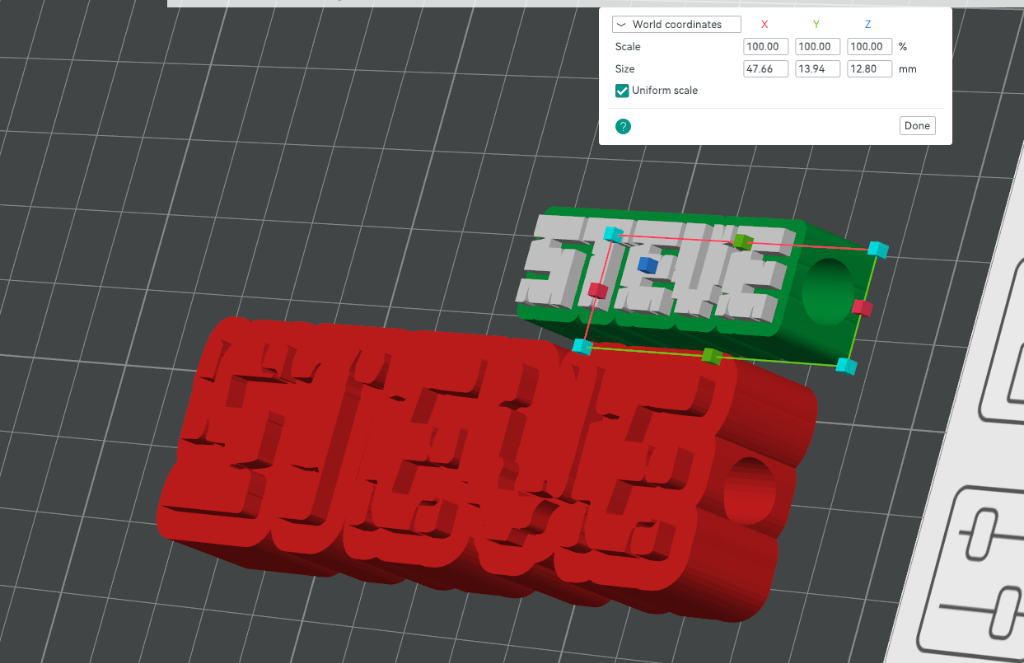 World coordinates X Y Z
Scale 100.00 100.00 100.00 %
Size 47.66 13.94 12.80 mm
Uniform scale
? Done
STEVE
STEVE